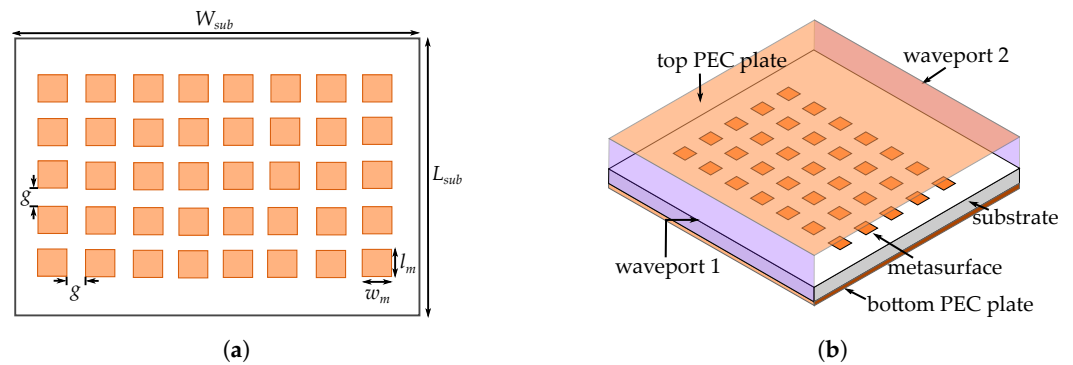 W_sub
L_sub
g
g
l_m
w_m
(a)
top PEC plate
waveport 2
waveport 1
substrate
metasurface
bottom PEC plate
(b)